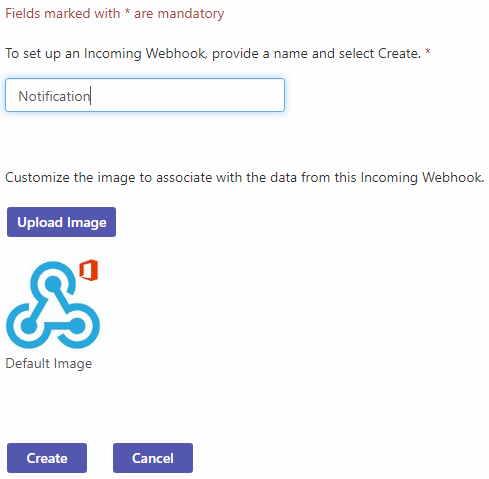 Fields marked with * are mandatory
To set up an Incoming Webhook, provide a name and select Create. *
Notification
Customize the image to associate with the data from this Incoming Webhook.
Upload Image
Default Image
Create Cancel